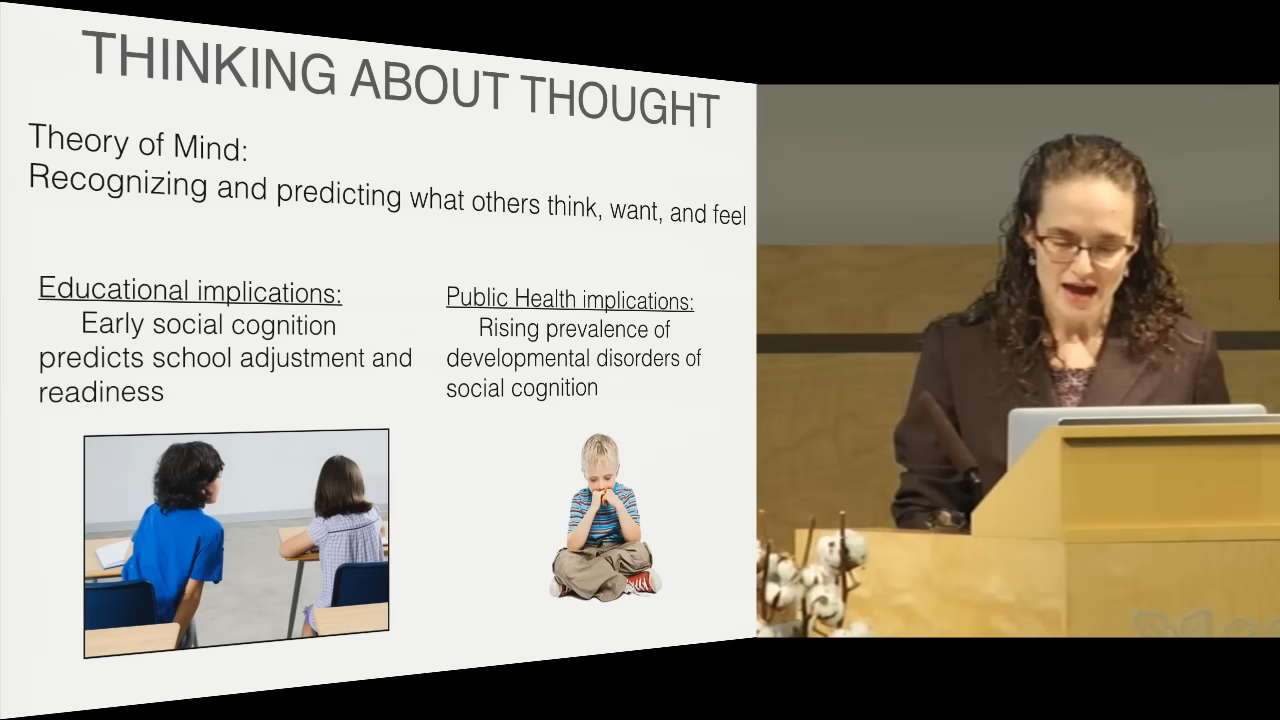 THINKING ABOUT THOUGHT
Theory of Mind:
Recognizing and predicting what others think, want, and feel
Educational implications:
Early social cognition
predicts school adjustment and
readiness
Public Health implications:
Rising prevalence of
developmental disorders of
social cognition